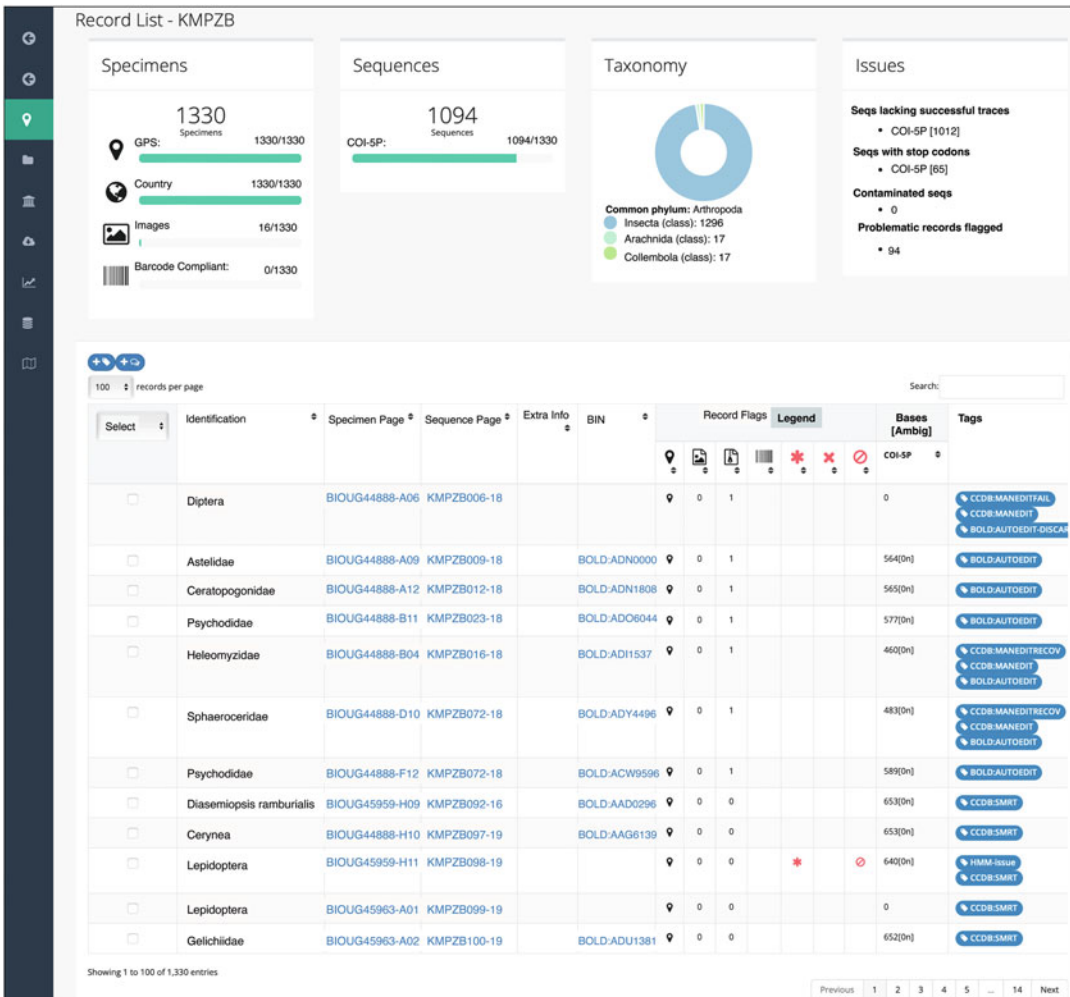 Record List - KMPZB
Specimens
1330
Specimens
GPS: 1330/1330
Country 1330/1330
Images 16/1330
Barcode Compliant: 0/1330
Sequences
1094
Sequences
COI-5P: 1094/1330
Taxonomy
Common phylum: Arthropoda
Insecta (class): 1296
Arachnida (class): 17
Collembola (class): 17
Issues
Seqs lacking successful traces
• COI-5P [1012]
Seqs with stop codons
• COI-5P [65]
Contaminated seqs
• 0
Problematic records flagged
• 94
100 records per page
Search:
Select Identification Specimen Page Sequence Page Extra Info BIN Record Flags Legend Bases [Ambig] Tags
COI-5P
Diptera BIOUG44888-A06 KMPZB006-18 0 1 0 CCDB:MANEDITFAIL
CCDB:MANEDIT
BOLD:AUTOEDIT-DISCAR
Astelidae BIOUG44888-A09 KMPZB009-18 BOLD:ADN0000 0 1 564[0n] BOLD:AUTOEDIT
Ceratopogonidae BIOUG44888-A12 KMPZB012-18 BOLD:ADN1808 0 1 565[0n] BOLD:AUTOEDIT
Psychodidae BIOUG44888-B11 KMPZB023-18 BOLD:ADO6044 0 1 577[0n] BOLD:AUTOEDIT
Heleomyzidae BIOUG44888-B04 KMPZB016-18 BOLD:ADI1537 0 1 460[0n] CCDB:MANEDITRECOV
CCDB:MANEDIT
BOLD:AUTOEDIT
Sphaeroceridae BIOUG44888-D10 KMPZB072-18 BOLD:ADY4496 0 1 483[0n] CCDB:MANEDITRECOV
CCDB:MANEDIT
BOLD:AUTOEDIT
Psychodidae BIOUG44888-F12 KMPZB072-18 BOLD:ACW9596 0 1 589[0n] BOLD:AUTOEDIT
Diasemiopsis ramburialis BIOUG45959-H09 KMPZB092-16 BOLD:AAD0296 0 0 653[0n] CCDB:SMRT
Cerynea BIOUG44888-H10 KMPZB097-19 BOLD:AAG6139 0 0 653[0n] CCDB:SMRT
Lepidoptera BIOUG45959-H11 KMPZB098-19 0 0 640[0n] HMM-issue
CCDB:SMRT
Lepidoptera BIOUG45963-A01 KMPZB099-19 0 0 0 CCDB:SMRT
Gelichiidae BIOUG45963-A02 KMPZB100-19 BOLD:ADU1381 0 0 652[0n] CCDB:SMRT
Showing 1 to 100 of 1,330 entries
Previous 1 2 3 4 5 ... 14 Next